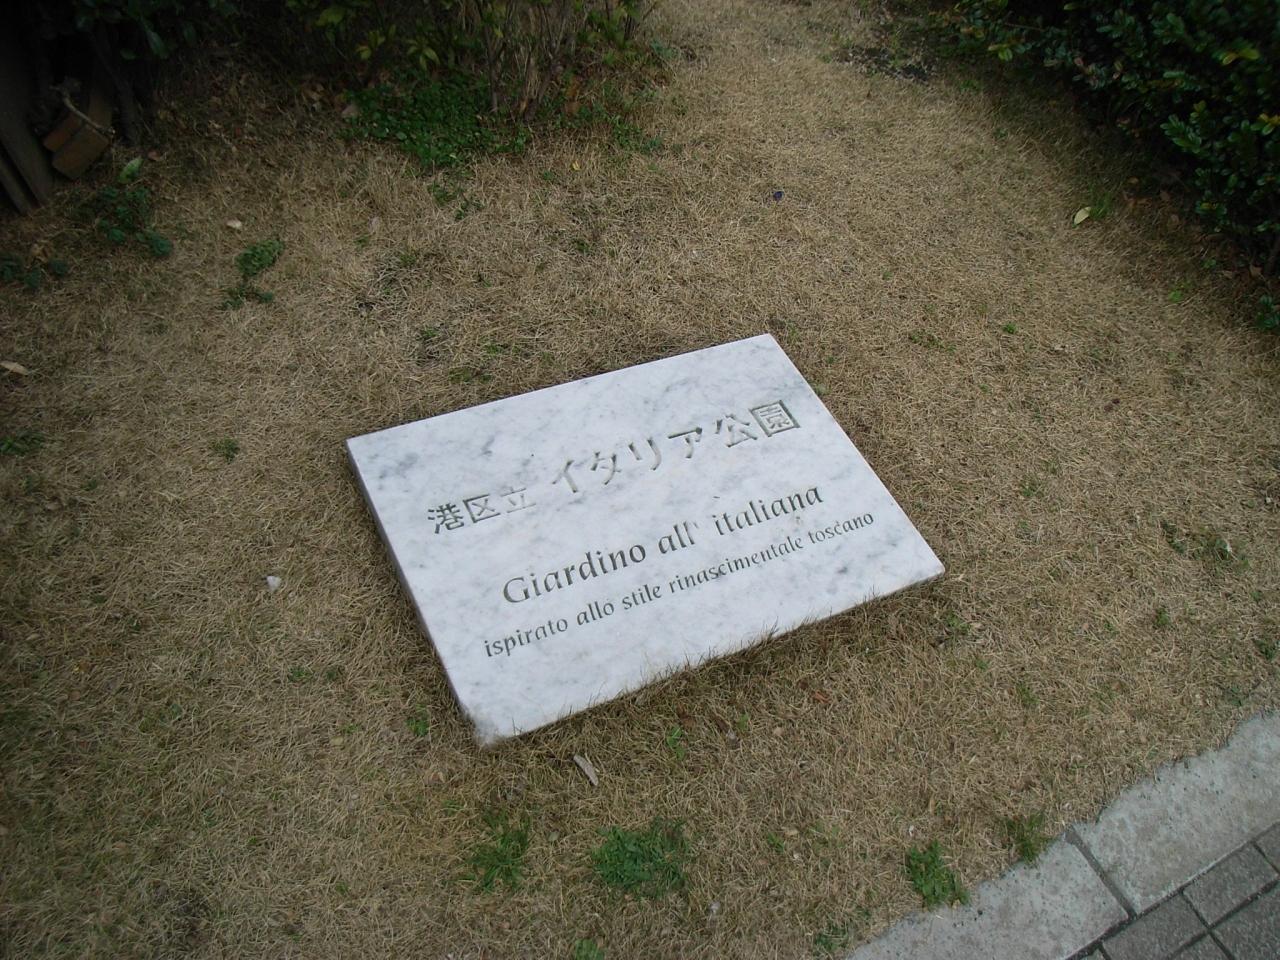 港区立 イタリア公園
Giardino all' italiana
ispirato allo stile rinascimentale toscano